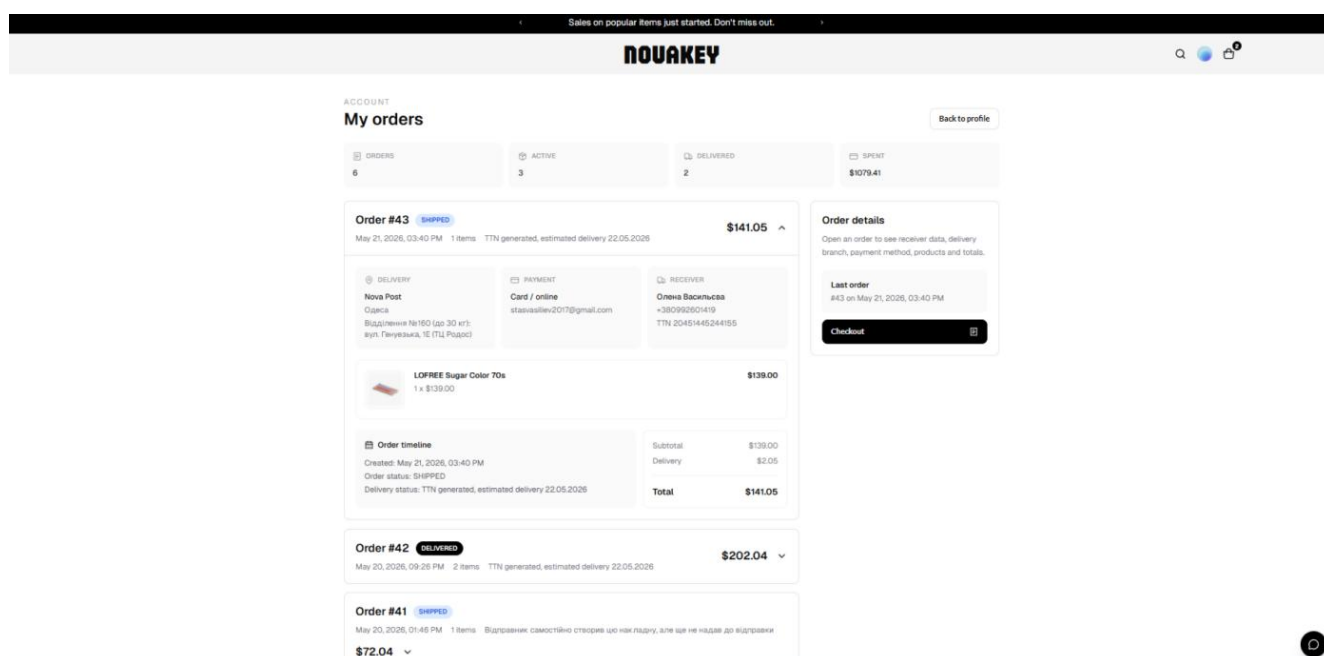 Sales on popular items just started. Don't miss out.
NOVAKEY
2
ACCOUNT
My orders
Back to profile
ORDERS
6
ACTIVE
3
DELIVERED
2
SPENT
$1079.41
Order #43 SHIPPED
May 21, 2026, 03:40 PM 1 items TTN generated, estimated delivery 22.05.2026
$141.05
DELIVERY
Nova Post
Одеса
Відділення №160 (до 30 кг):
вул. Генуезька, 1Е (ТЦ Родос)
PAYMENT
Card / online
stasvasiliev2017@gmail.com
RECEIVER
Олена Васильєва
+380992601419
TTN 20451445244155
LOFREE Sugar Color 70s
1 x $139.00
$139.00
Order timeline
Created: May 21, 2026, 03:40 PM
Order status: SHIPPED
Delivery status: TTN generated, estimated delivery 22.05.2026
Subtotal $139.00
Delivery $2.05
Total $141.05
Order details
Open an order to see receiver data, delivery
branch, payment method, products and totals.
Last order
#43 on May 21, 2026, 03:40 PM
Checkout
Order #42 DELIVERED
May 20, 2026, 09:26 PM 2 items TTN generated, estimated delivery 22.05.2026
$202.04
Order #41 SHIPPED
May 20, 2026, 01:46 PM 1 items Відправник самостійно створив цю накладну, але ще не надав до відправки
$72.04